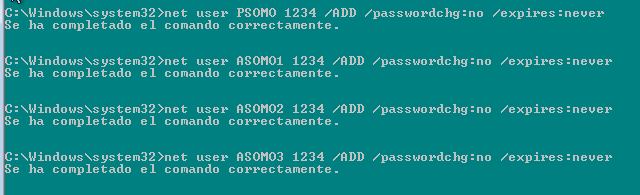 C:\Windows\system32>net user PSOMO 1234 /ADD /passwordchg:no /expires:never
Se ha completado el comando correctamente.
C:\Windows\system32>net user ASOMO1 1234 /ADD /passwordchg:no /expires:never
Se ha completado el comando correctamente.
C:\Windows\system32>net user ASOMO2 1234 /ADD /passwordchg:no /expires:never
Se ha completado el comando correctamente.
C:\Windows\system32>net user ASOMO3 1234 /ADD /passwordchg:no /expires:never
Se ha completado el comando correctamente.